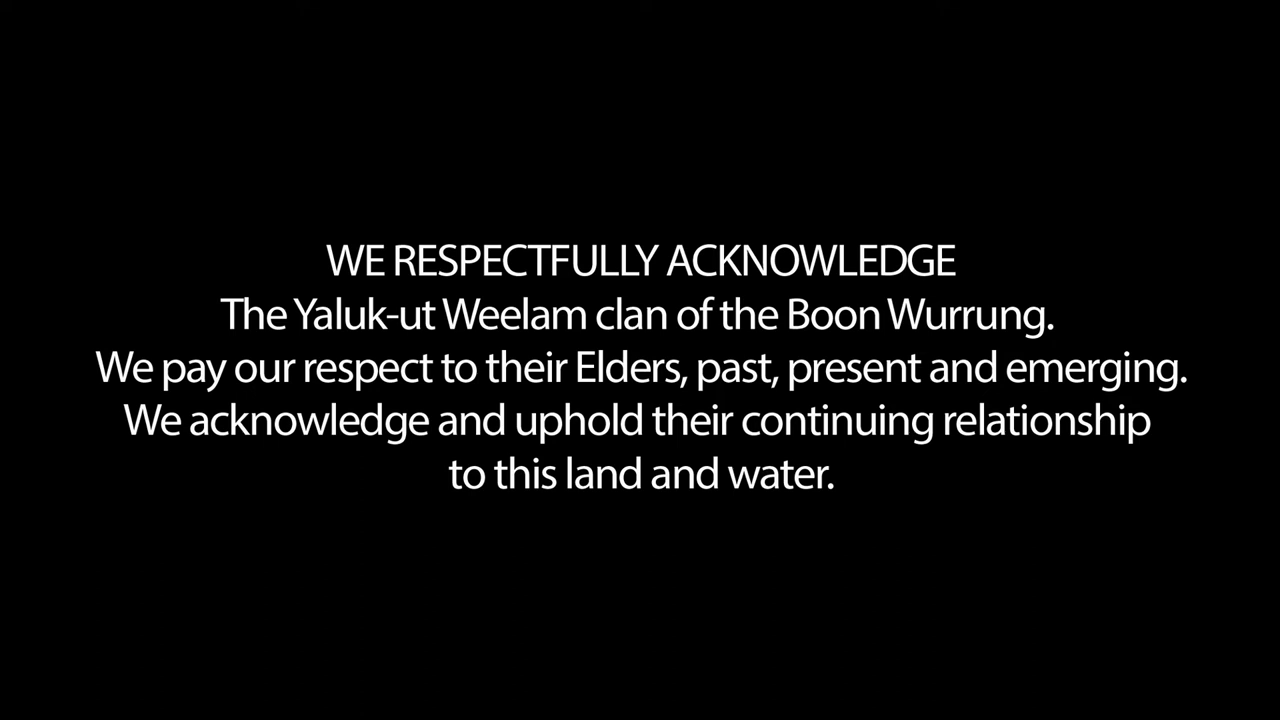 WE RESPECTFULLY ACKNOWLEDGE
The Yaluk-ut Weelam clan of the Boon Wurrung.
We pay our respect to their Elders, past, present and emerging.
We acknowledge and uphold their continuing relationship
to this land and water.